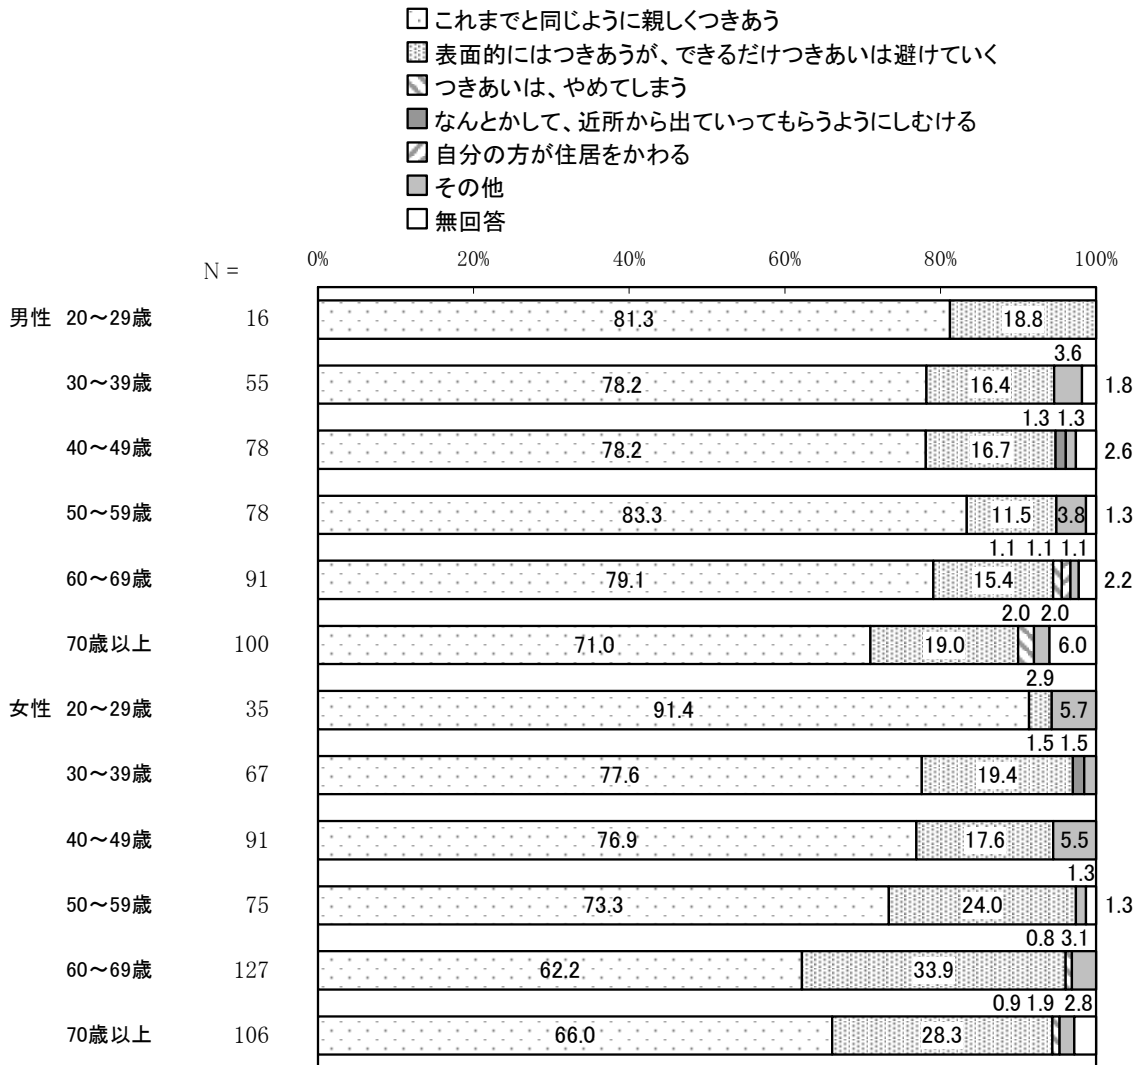 これまでと同じように親しくつきあう
表面的にはつきあうが、できるだけつきあいは避けていく
つきあいは、やめてしまう
なんとかして、近所から出ていってもらうようにしむける
自分の方が住居をかわる
その他
無回答
N = 0% 20% 40% 60% 80% 100%
男性 20～29歳 16 81.3 18.8
3.6
30～39歳 55 78.2 16.4 1.8
1.3 1.3
40～49歳 78 78.2 16.7 2.6
50～59歳 78 83.3 11.5 3.8 1.3
1.1 1.1 1.1
60～69歳 91 79.1 15.4 2.2
2.0 2.0
70歳以上 100 71.0 19.0 6.0
2.9
女性 20～29歳 35 91.4 5.7
1.5 1.5
30～39歳 67 77.6 19.4
40～49歳 91 76.9 17.6 5.5
1.3
50～59歳 75 73.3 24.0 1.3
0.8 3.1
60～69歳 127 62.2 33.9
0.9 1.9 2.8
70歳以上 106 66.0 28.3